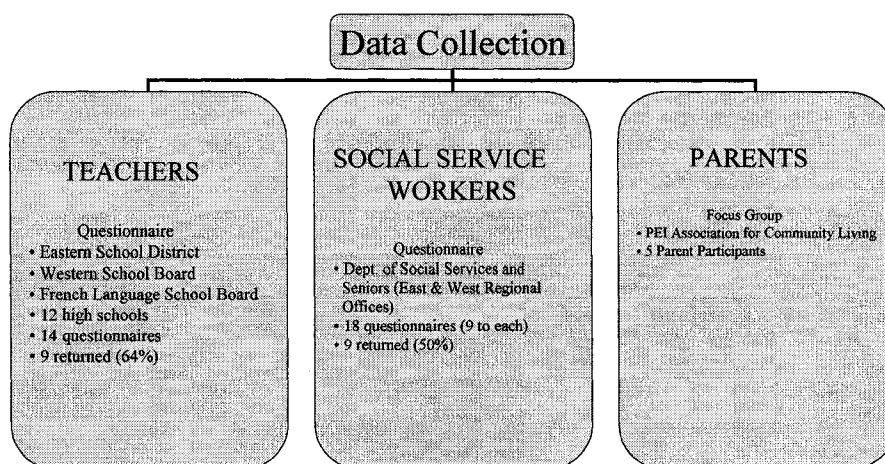 Data Collection
TEACHERS
Questionnaire
• Eastern School District
• Western School Board
• French Language School Board
• 12 high schools
• 14 questionnaires
• 9 returned (64%)
SOCIAL SERVICE
WORKERS
Questionnaire
• Dept. of Social Services and
Seniors (East & West Regional
Offices)
• 18 questionnaires (9 to each)
• 9 returned (50%)
PARENTS
Focus Group
• PEI Association for Community Living
• 5 Parent Participants